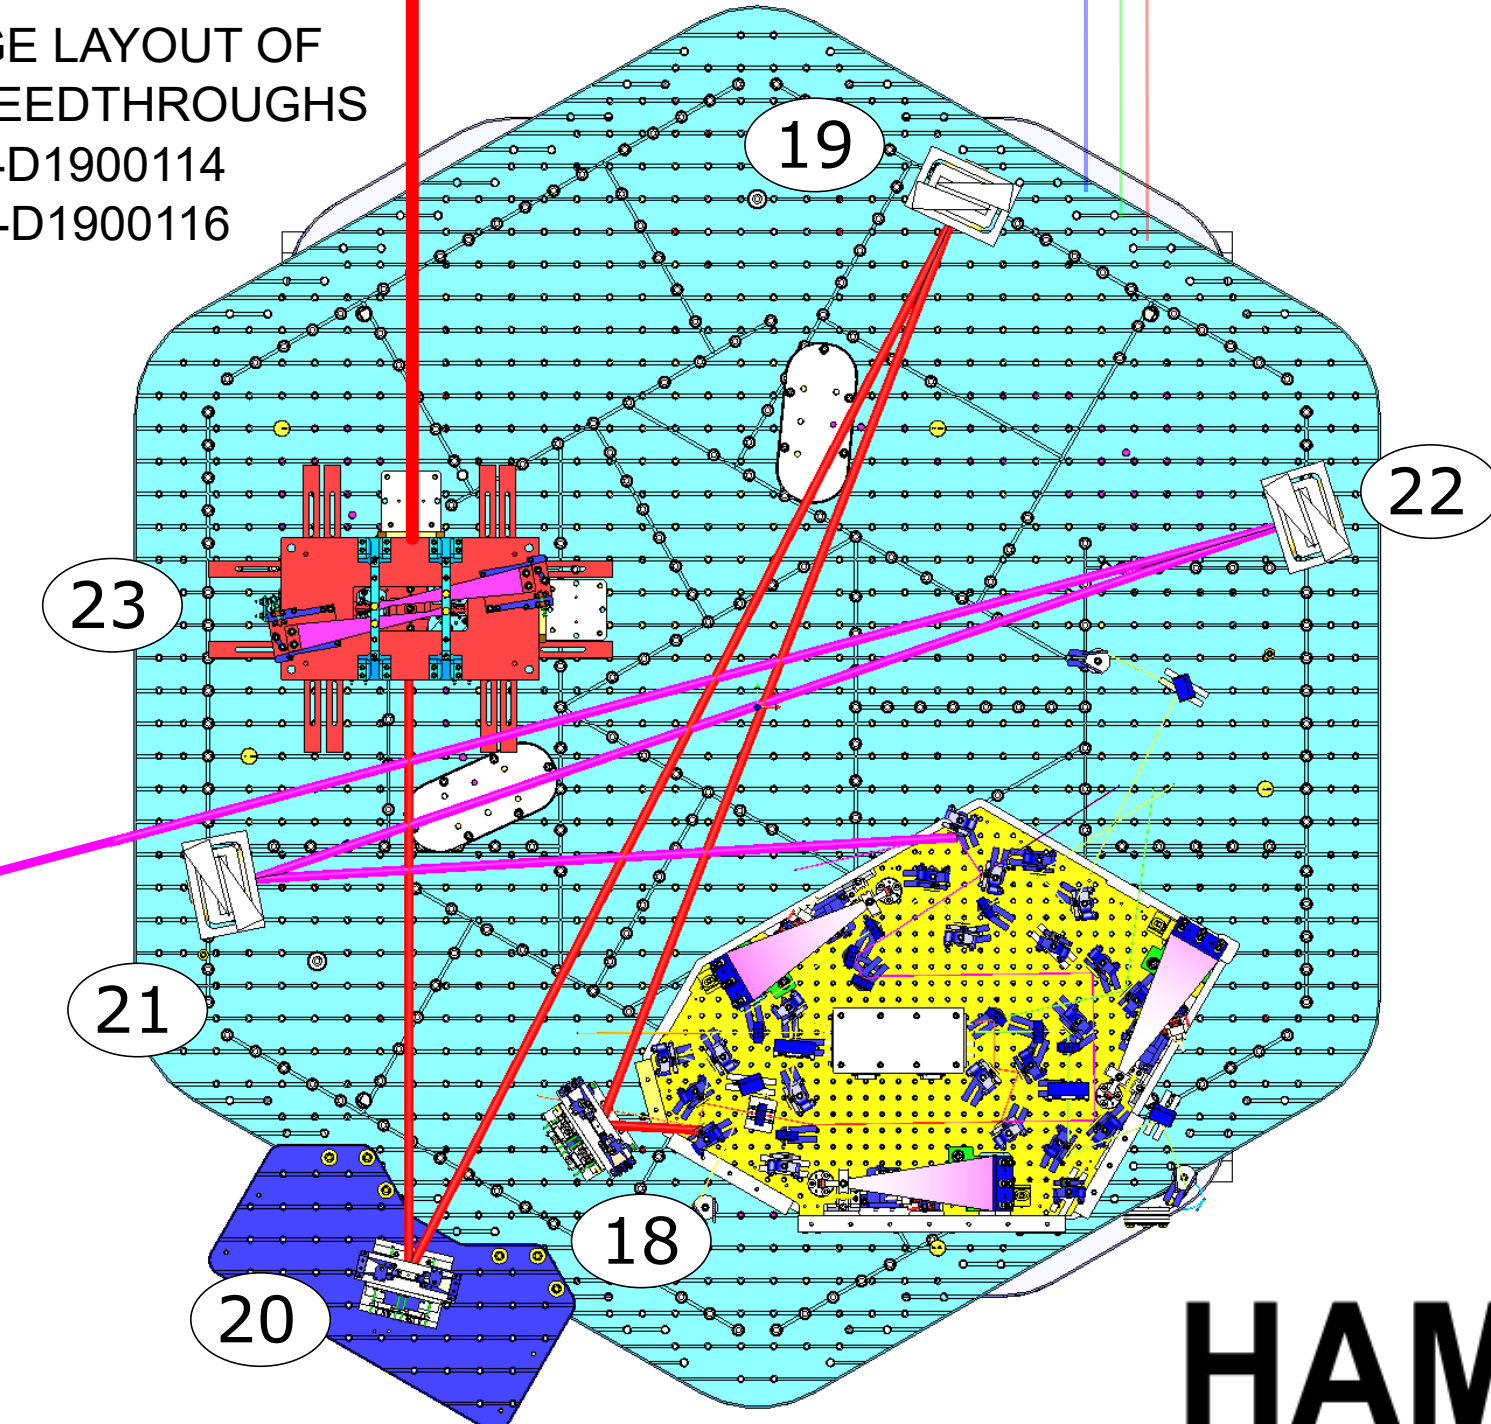 GE LAYOUT OF
EEDTHROUGHS
-D1900114
-D1900116
19
22
23
21
18
20
HAM